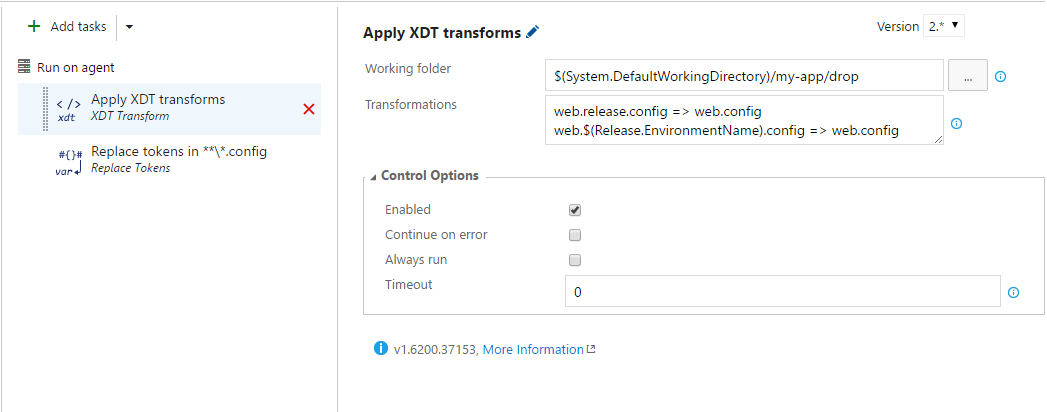 + Add tasks
Run on agent
</> xdt Apply XDT transforms
XDT Transform
#{}# var Replace tokens in **\*.config
Replace Tokens
Apply XDT transforms
Version 2.*
Working folder $(System.DefaultWorkingDirectory)/my-app/drop ...
Transformations web.release.config => web.config
web.$(Release.EnvironmentName).config => web.config
Control Options
Enabled
Continue on error
Always run
Timeout 0
v1.6200.37153, More Information